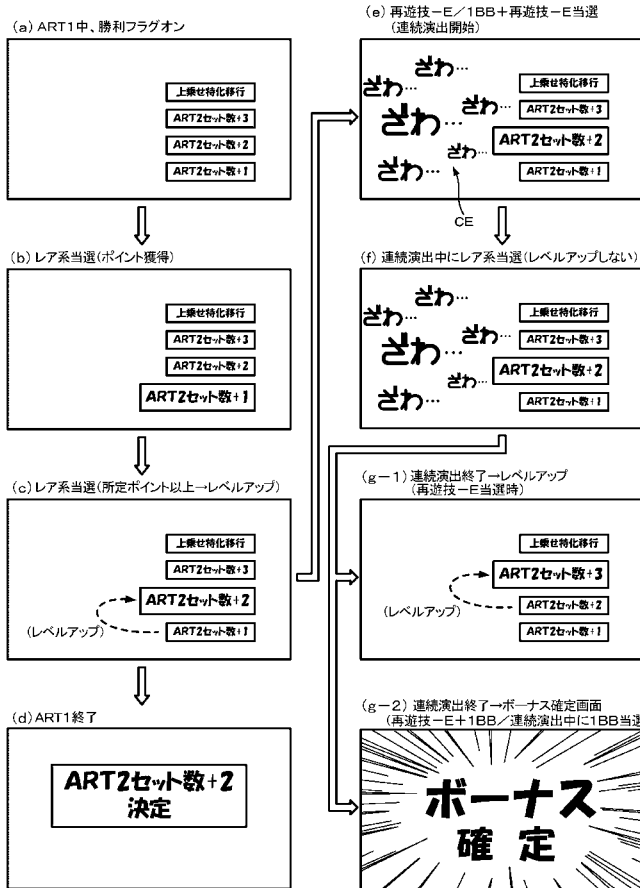 (a) ART1中、勝利フラグオン
上乗せ特化移行
ART2セット数+3
ART2セット数+2
ART2セット数+1
(b) レア系当選(ポイント獲得)
上乗せ特化移行
ART2セット数+3
ART2セット数+2
ART2セット数+1
(c) レア系当選(所定ポイント以上→レベルアップ)
上乗せ特化移行
ART2セット数+3
ART2セット数+2
(レベルアップ)
ART2セット数+1
(d) ART1終了
ART2セット数+2
決定
(e) 再遊技-E/1BB+再遊技-E当選
(連続演出開始)
ざわ…
ざわ…
上乗せ特化移行
ざわ…
ART2セット数+3
ざわ…
ART2セット数+2
ざわ…
ざわ…
ART2セット数+1
CE
(f) 連続演出中にレア系当選(レベルアップしない)
ざわ…
ざわ…
上乗せ特化移行
ざわ…
ART2セット数+3
ざわ…
ART2セット数+2
ざわ…
ざわ…
ART2セット数+1
(g-1) 連続演出終了→レベルアップ
(再遊技-E当選時)
上乗せ特化移行
ART2セット数+3
(レベルアップ)
ART2セット数+2
ART2セット数+1
(g-2) 連続演出終了→ボーナス確定画面
(再遊技-E+1BB/連続演出中に1BB当選
ボーナス
確定